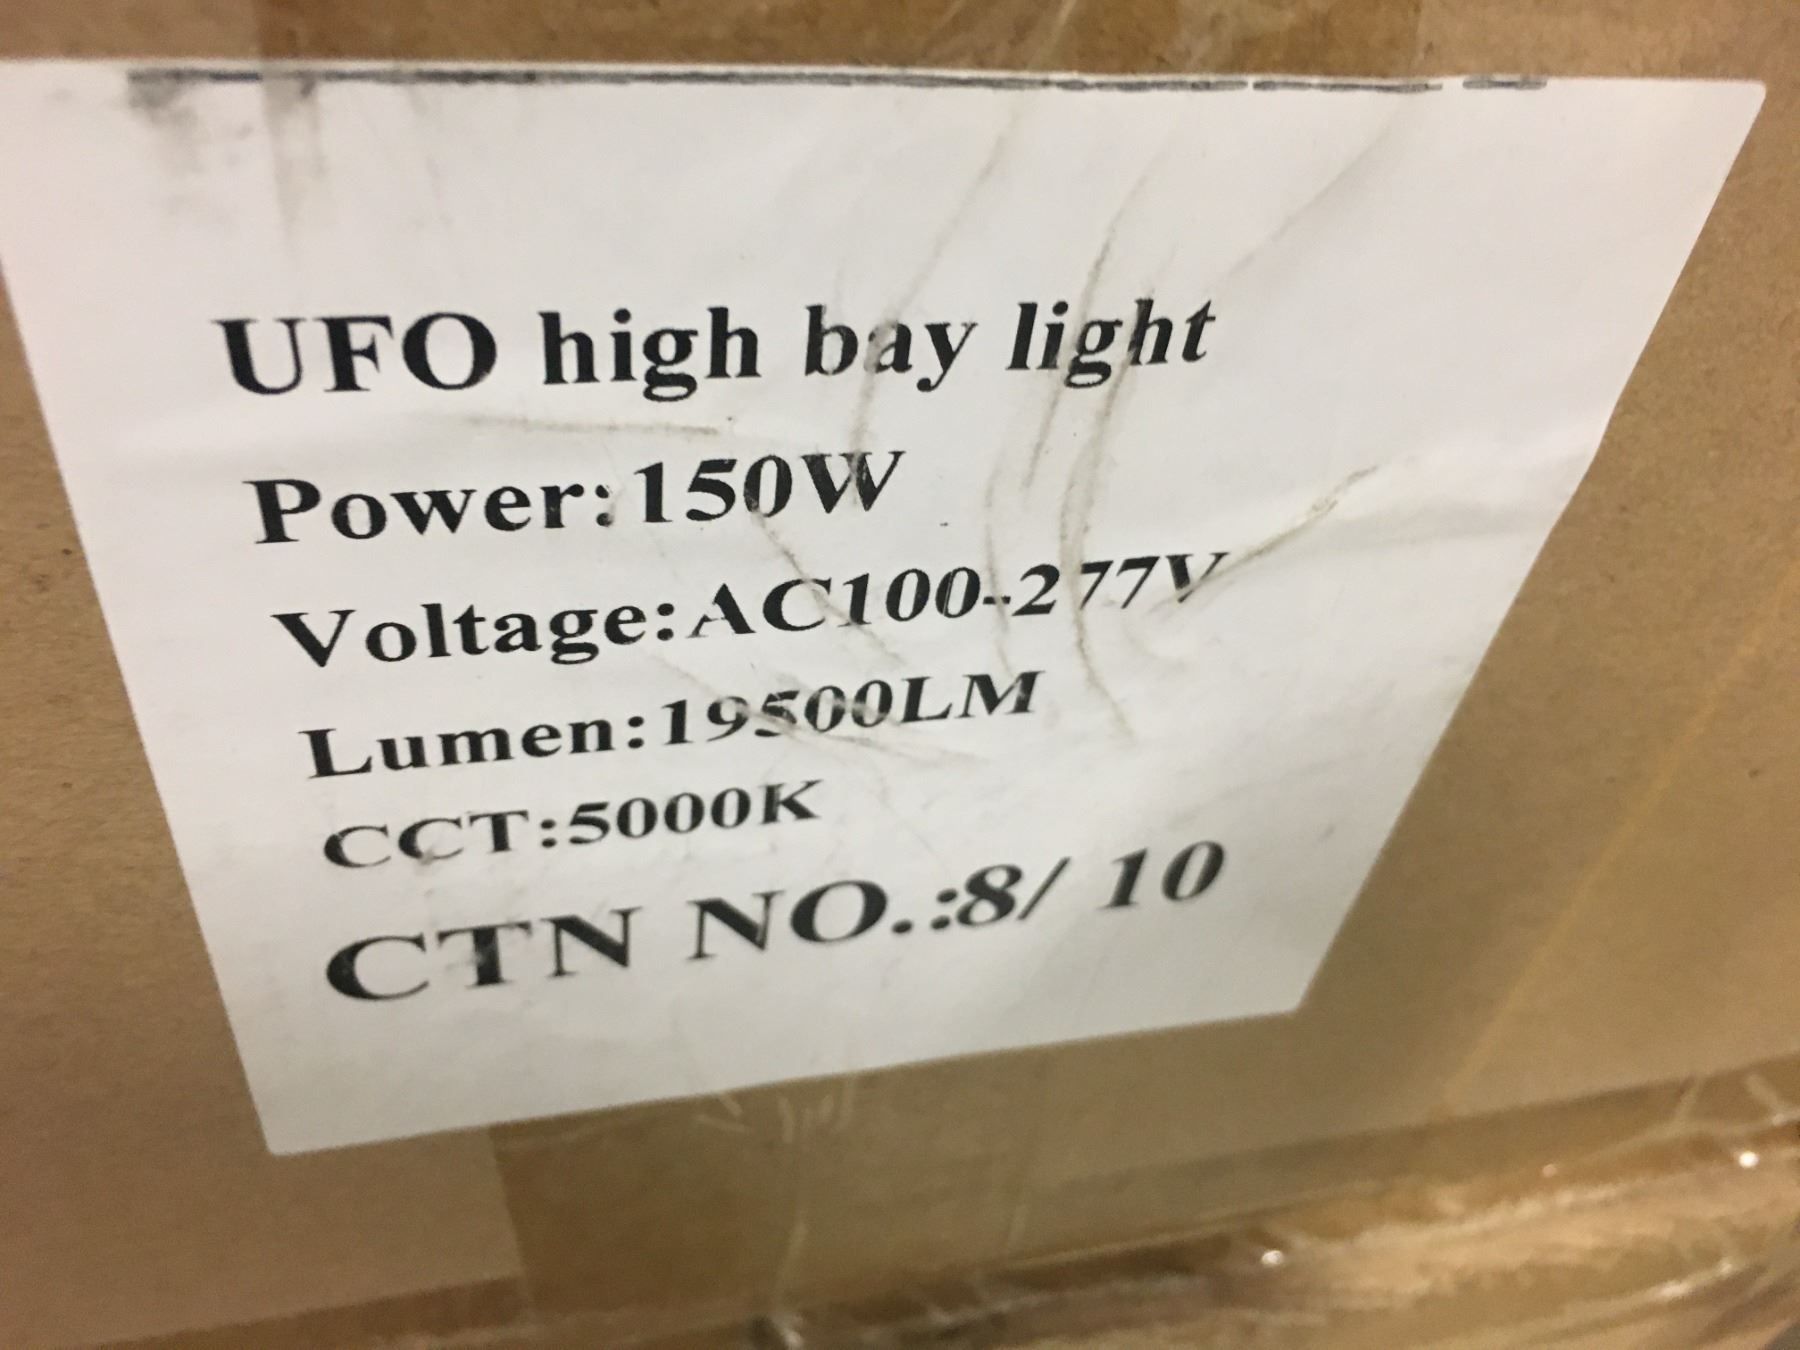 UFO high bay light
Power:150W
Voltage:AC100-277V
Lumen:19500LM
CCT:5000K
CTN NO.:8/ 10